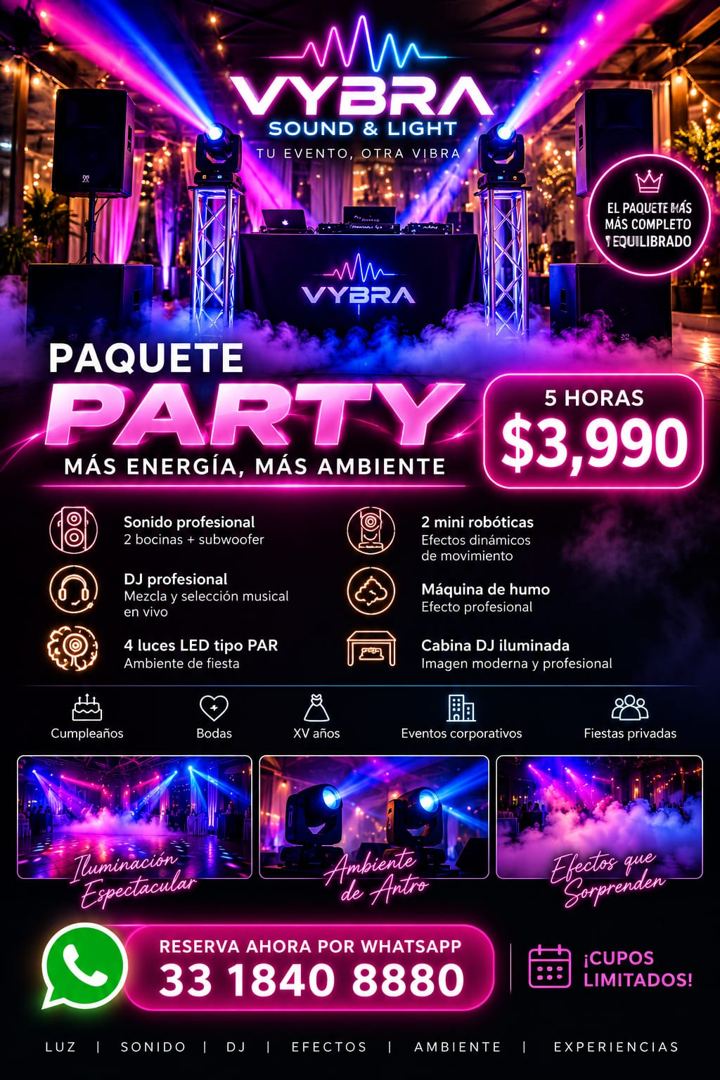 VYBRA
SOUND & LIGHT
TU EVENTO, OTRA VIBRA
EL PAQUETE MÁS
MÁS COMPLETO
Y EQUILIBRADO
VYBRA
PAQUETE
PARTY
MÁS ENERGÍA, MÁS AMBIENTE
5 HORAS
$3,990
Sonido profesional
2 bocinas + subwoofer
2 mini robóticas
Efectos dinámicos
de movimiento
DJ profesional
Mezcla y selección musical
en vivo
Máquina de humo
Efecto profesional
4 luces LED tipo PAR
Ambiente de fiesta
Cabina DJ iluminada
Imagen moderna y profesional
Cumpleaños
Bodas
XV años
Eventos corporativos
Fiestas privadas
Iluminación
Espectacular
Ambiente
de Antro
Efectos que
Sorprenden
RESERVA AHORA POR WHATSAPP
33 1840 8880
¡CUPOS
LIMITADOS!
LUZ | SONIDO | DJ | EFECTOS | AMBIENTE | EXPERIENCIAS